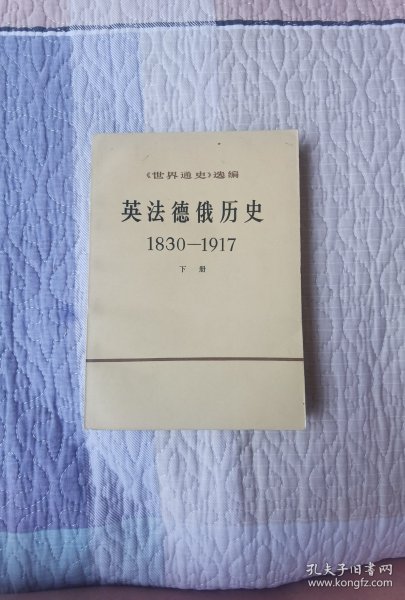 《世界通史》选编
英法德俄历史
1830—1917
下 册
孔夫子旧书网
www.kongfz.com